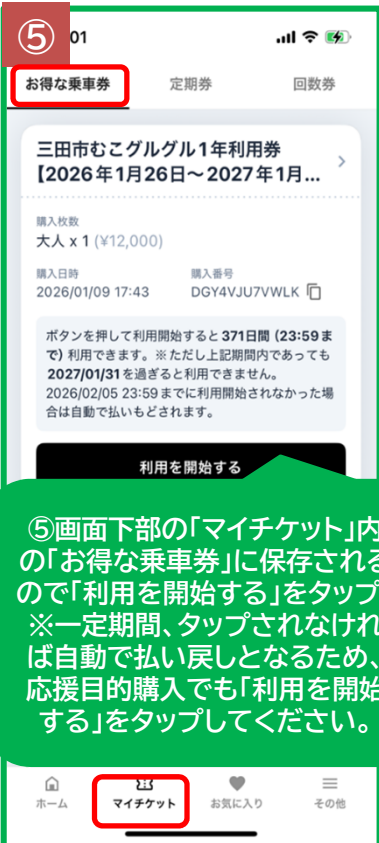 ⑤ 01
お得な乗車券 定期券 回数券
三田市むこグルグル1年利用券
【2026年1月26日～2027年1月...
購入枚数
大人 x 1 (¥12,000)
購入日時 購入番号
2026/01/09 17:43 DGY4VJU7VWLK
ボタンを押して利用開始すると371日間 (23:59ま
で) 利用できます。※ただし上記期間内であっても
2027/01/31を過ぎると利用できません。
2026/02/05 23:59までに利用開始されなかった場
合は自動で払いもどされます。
利用を開始する
⑤画面下部の「マイチケット」内
の「お得な乗車券」に保存される
ので「利用を開始する」をタップ
※一定期間、タップされなけれ
ば自動で払い戻しとなるため、
応援目的購入でも「利用を開始
する」をタップしてください。
ホーム マイチケット お気に入り その他